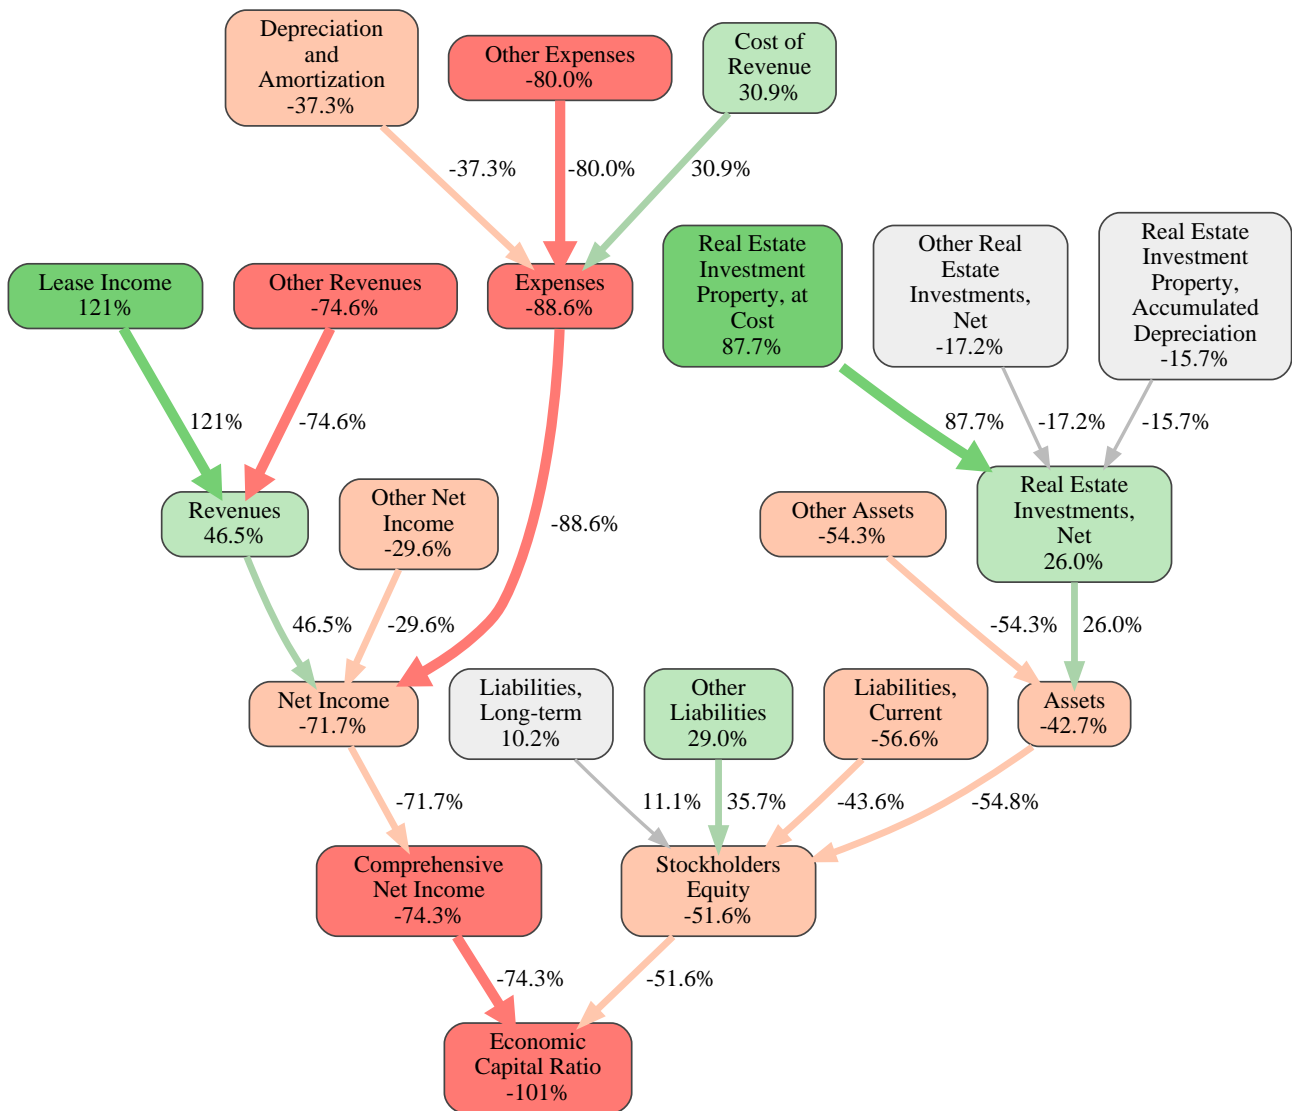 Depreciation
and
Amortization
-37.3%
Other Expenses
-80.0%
Cost of
Revenue
30.9%
-37.3%
-80.0%
30.9%
Lease Income
121%
Other Revenues
-74.6%
Expenses
-88.6%
Real Estate
Investment
Property, at
Cost
87.7%
Other Real
Estate
Investments,
Net
-17.2%
Real Estate
Investment
Property,
Accumulated
Depreciation
-15.7%
121%
-74.6%
87.7%
-17.2%
-15.7%
Revenues
46.5%
Other Net
Income
-29.6%
-88.6%
Other Assets
-54.3%
Real Estate
Investments,
Net
26.0%
46.5%
-29.6%
-54.3%
26.0%
Net Income
-71.7%
Liabilities,
Long-term
10.2%
Other
Liabilities
29.0%
Liabilities,
Current
-56.6%
Assets
-42.7%
-71.7%
11.1%
35.7%
-43.6%
-54.8%
Comprehensive
Net Income
-74.3%
Stockholders
Equity
-51.6%
-74.3%
-51.6%
Economic
Capital Ratio
-101%